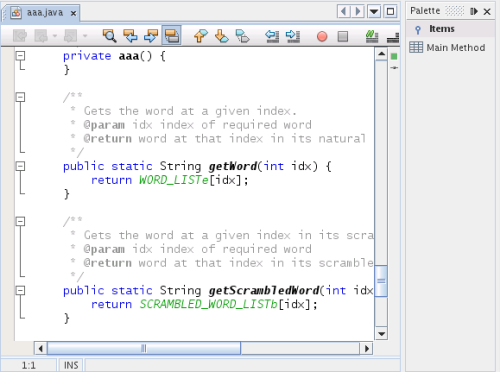 aaa.java
Palette
Items
Main Method
private aaa() {
}
/**
* Gets the word at a given index.
* @param idx index of required word
* @return word at that index in its natural
*/
public static String getWord(int idx) {
return WORD_LISTe[idx];
}
/**
* Gets the word at a given index in its scra
* @param idx index of required word
* @return word at that index in its scramble
*/
public static String getScrambledWord(int idx
return SCRAMBLED_WORD_LISTb[idx];
}
1:1 INS